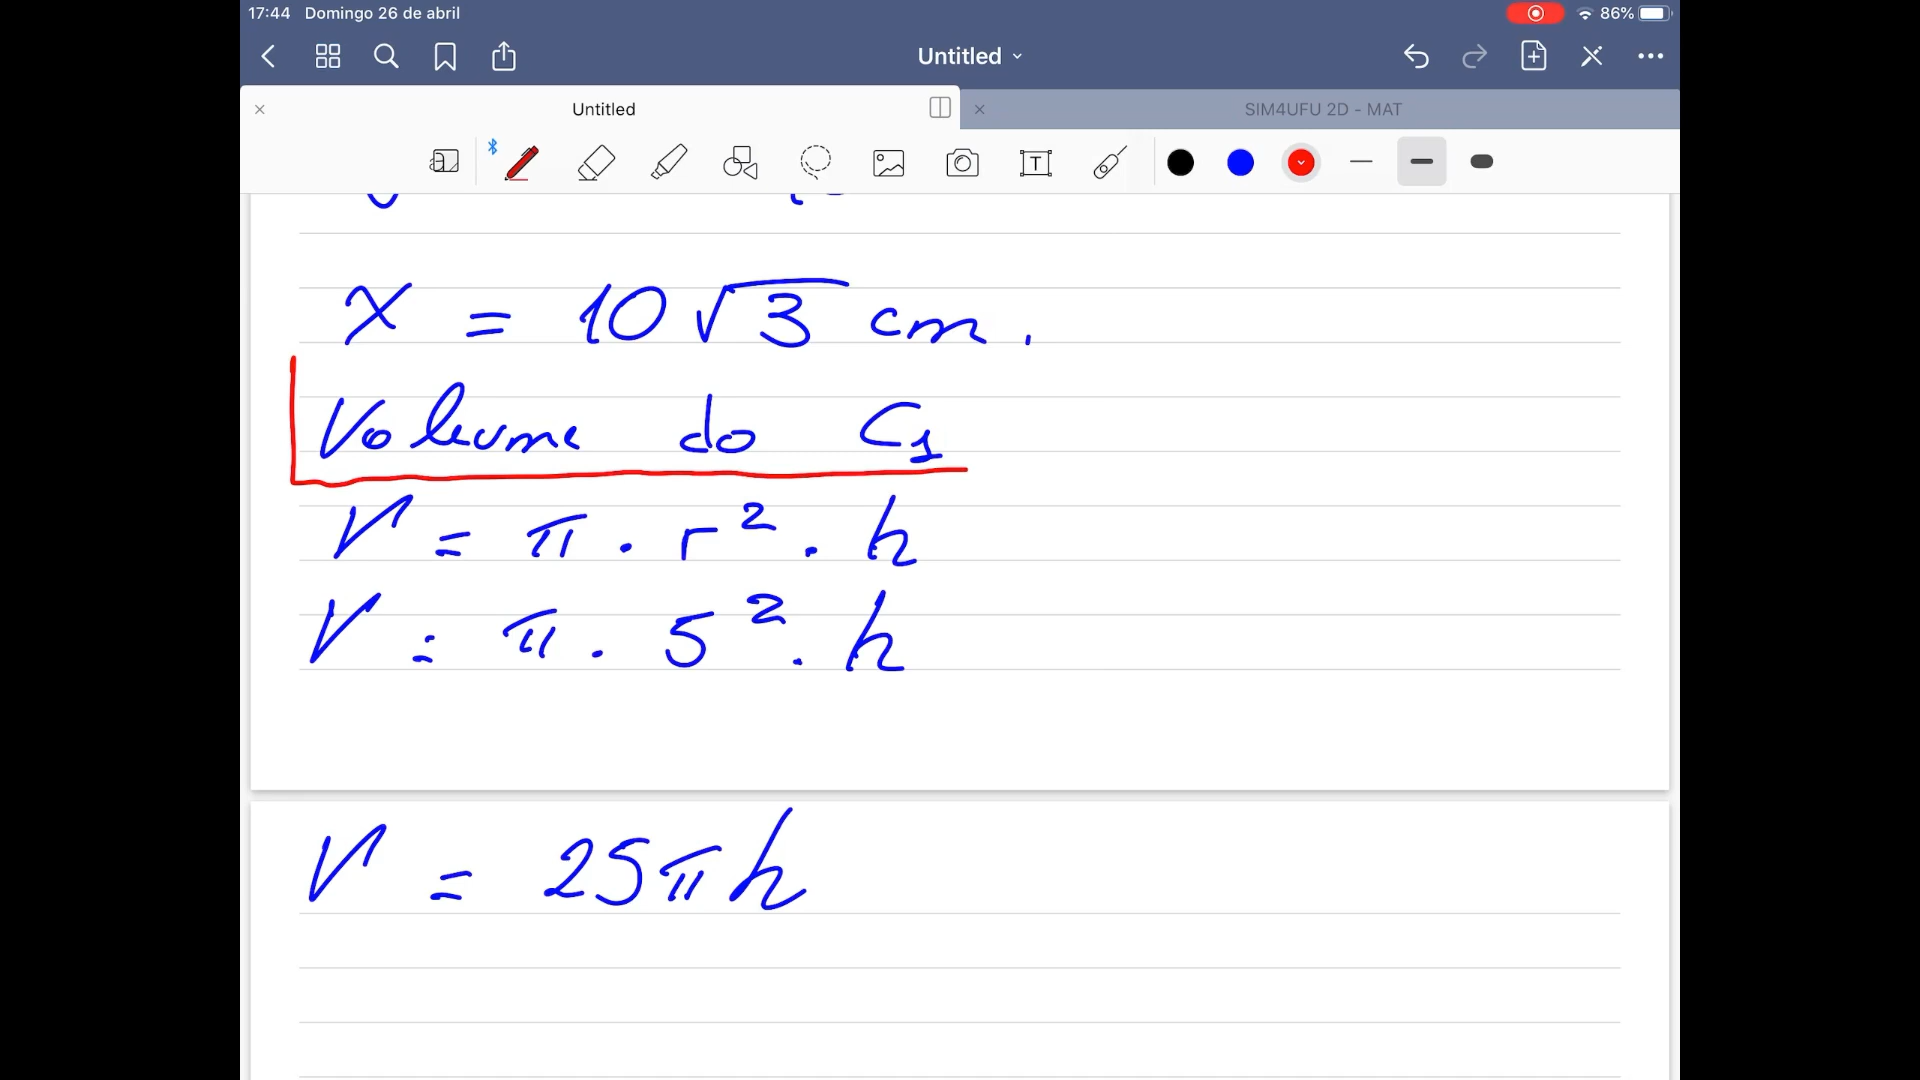 17:44 Domingo 26 de abril 86%
Untitled
Untitled SIM4UFU 2D - MAT
x = 10√3 cm.
Volume do C1
V = π . r² . h
V = π . 5² . h
V = 25πh